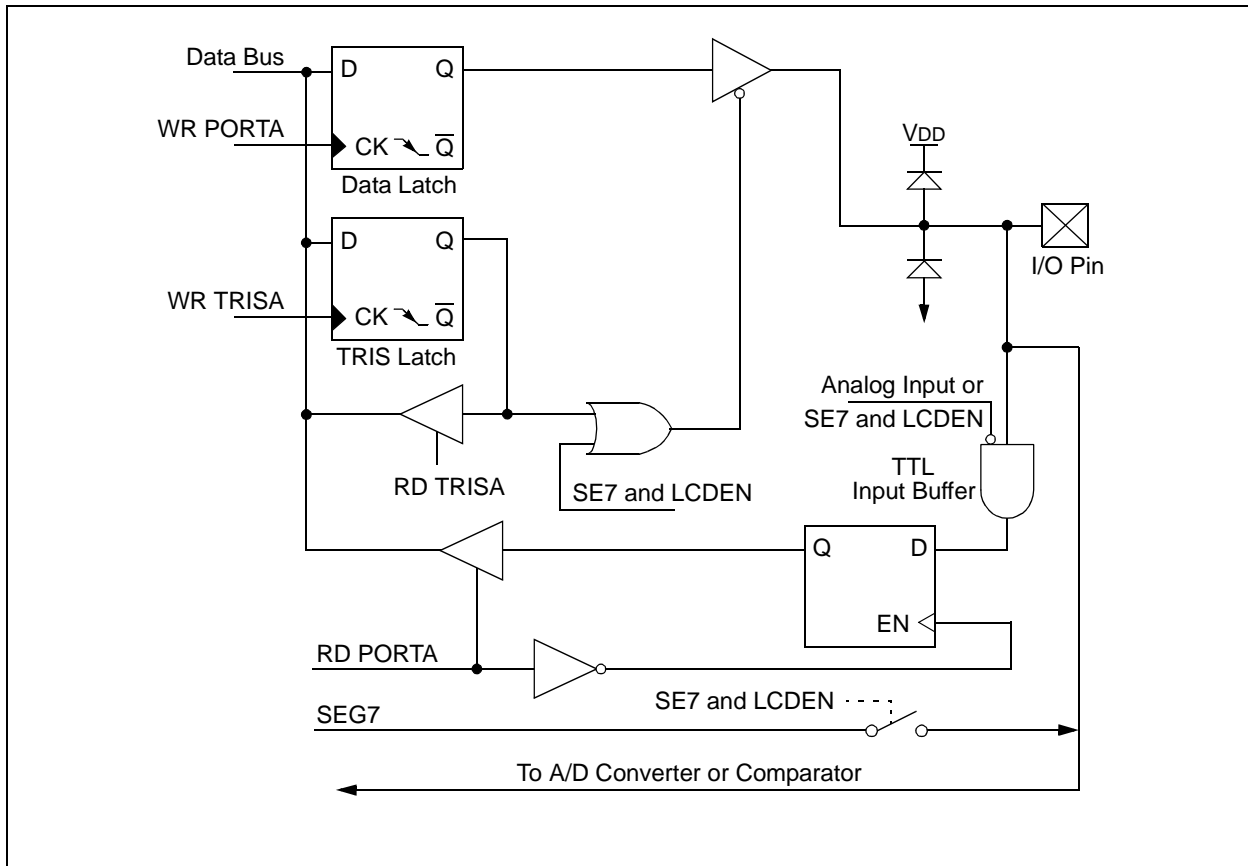 Data Bus
D Q
WR PORTA
CK Q̅
Data Latch
VDD
I/O Pin
D Q
WR TRISA
CK Q̅
TRIS Latch
RD TRISA
SE7 and LCDEN
Analog Input or
SE7 and LCDEN
TTL
Input Buffer
Q D
EN
RD PORTA
SE7 and LCDEN
SEG7
To A/D Converter or Comparator